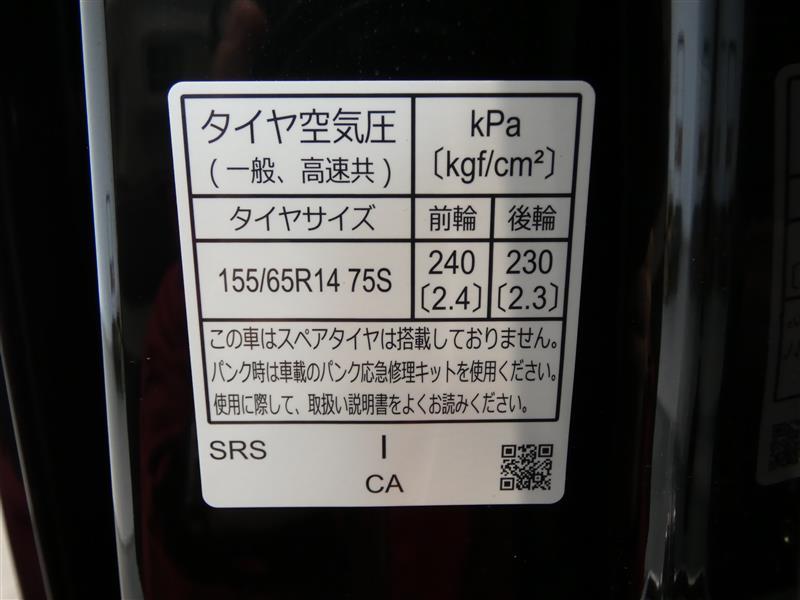 タイヤ空気圧
(一般、高速共)
kPa
〔kgf/cm²〕
タイヤサイズ
前輪
後輪
155/65R14 75S
240
〔2.4〕
230
〔2.3〕
この車はスペアタイヤは搭載しておりません。
パンク時は車載のパンク応急修理キットを使用ください。
使用に際して、取扱い説明書をよくお読みください。
SRS
I
CA